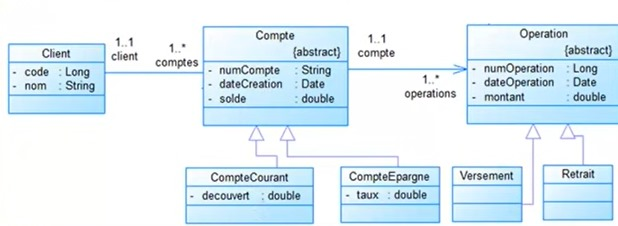 Client
- code : Long
- nom : String
1..1
client
1..*
comptes
Compte
{abstract}
- numCompte : String
- dateCreation : Date
- solde : double
1..1
compte
1..*
operations
Operation
{abstract}
- numOperation : Long
- dateOperation : Date
- montant : double
CompteCourant
- decouvert : double
CompteEpargne
- taux : double
Versement
Retrait